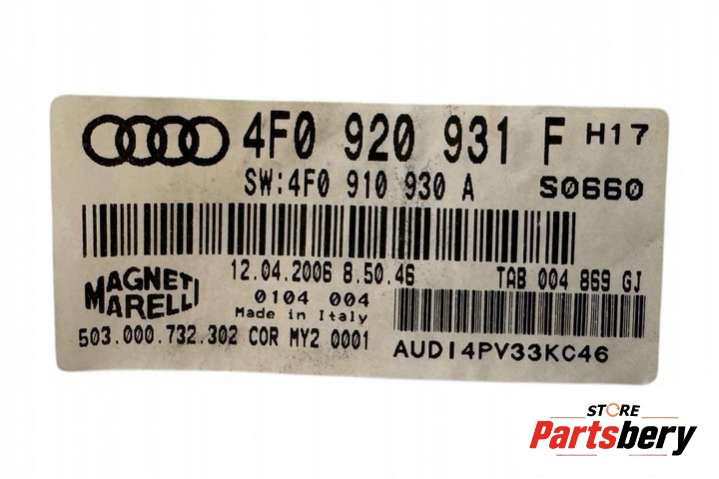 4F0 920 931 F H17
SW:4F0 910 930 A S0660
12.04.2006 8.50.46 TAB 004 869 GJ
MAGNETI
MARELLI
0104 004
Made in Italy
503.000.732.302 COR MY2 0001
AUDI4PV33KC46
STORE
Partsbery